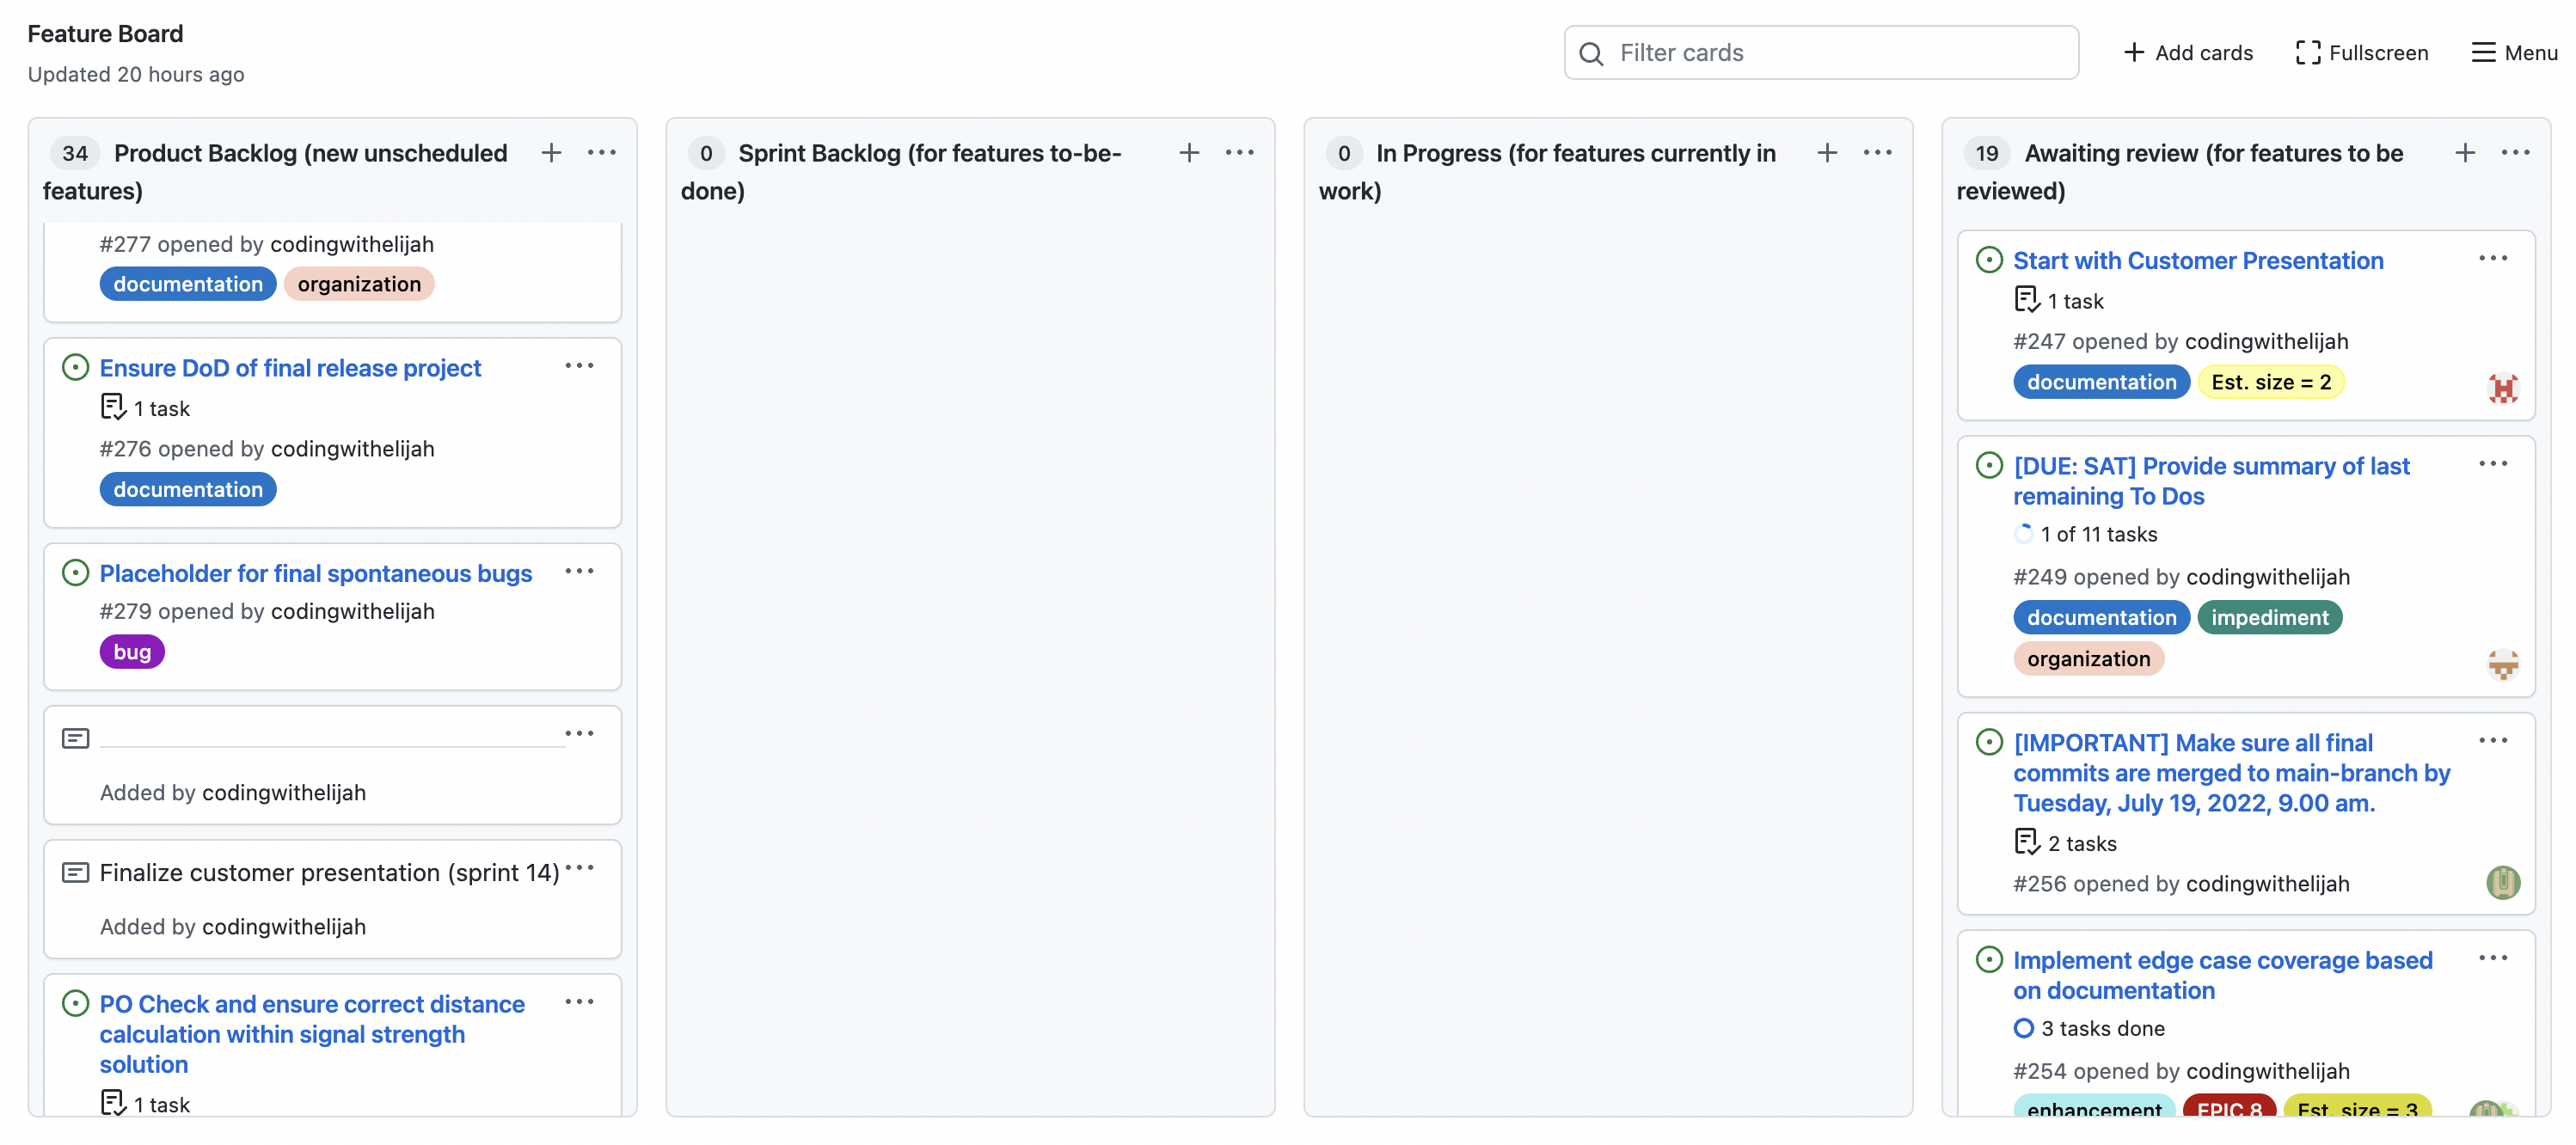 Feature Board
Updated 20 hours ago
Filter cards
Add cards
Fullscreen
Menu
34 Product Backlog (new unscheduled
features)
#277 opened by codingwithelijah
documentation organization
Ensure DoD of final release project
1 task
#276 opened by codingwithelijah
documentation
Placeholder for final spontaneous bugs
#279 opened by codingwithelijah
bug
Added by codingwithelijah
Finalize customer presentation (sprint 14)
Added by codingwithelijah
PO Check and ensure correct distance
calculation within signal strength
solution
1 task
0 Sprint Backlog (for features to-be-
done)
0 In Progress (for features currently in
work)
19 Awaiting review (for features to be
reviewed)
Start with Customer Presentation
1 task
#247 opened by codingwithelijah
documentation Est. size = 2
[DUE: SAT] Provide summary of last
remaining To Dos
1 of 11 tasks
#249 opened by codingwithelijah
documentation impediment
organization
[IMPORTANT] Make sure all final
commits are merged to main-branch by
Tuesday, July 19, 2022, 9.00 am.
2 tasks
#256 opened by codingwithelijah
Implement edge case coverage based
on documentation
3 tasks done
#254 opened by codingwithelijah
enhancement EPIC 8 Est. size = 3